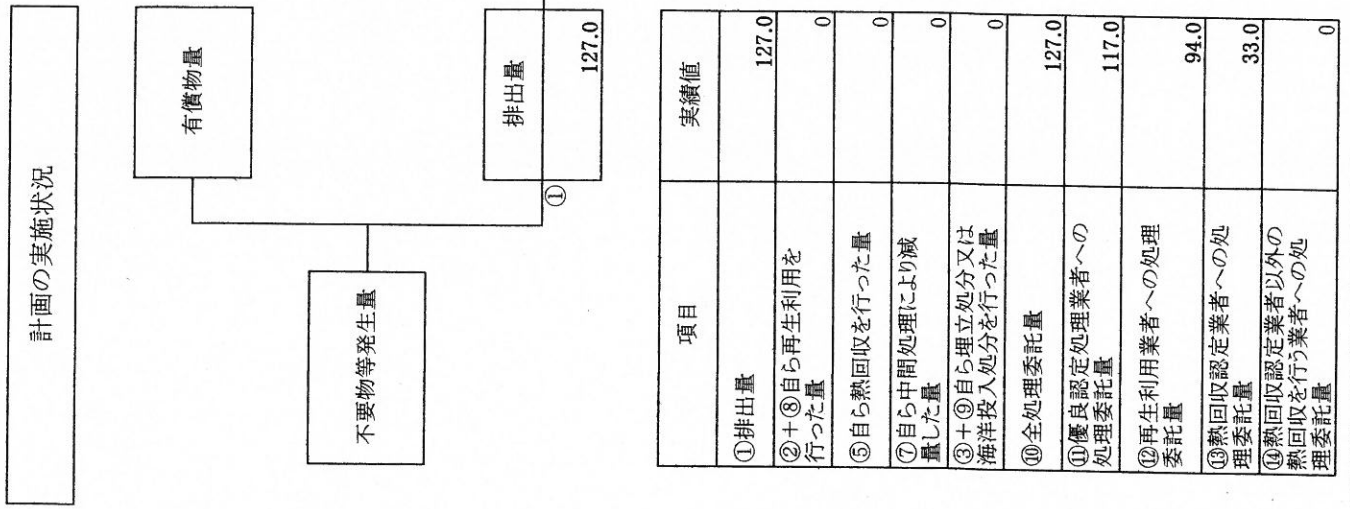 計画の実施状況
有償物量
不要物等発生量
①
排出量
127.0
項目
実績値
①排出量
127.0
②+⑧自ら再生利用を
行った量
0
⑤自ら熱回収を行った量
0
⑦自ら中間処理により減
量した量
0
③+⑨自ら埋立処分又は
海洋投入処分を行った量
0
⑩全処理委託量
127.0
⑪優良認定処理業者への
処理委託量
117.0
⑫再生利用業者への処理
委託量
94.0
⑬熱回収認定業者への処
理委託量
33.0
⑭熱回収認定業者以外の
熱回収を行う業者への処
理委託量
0